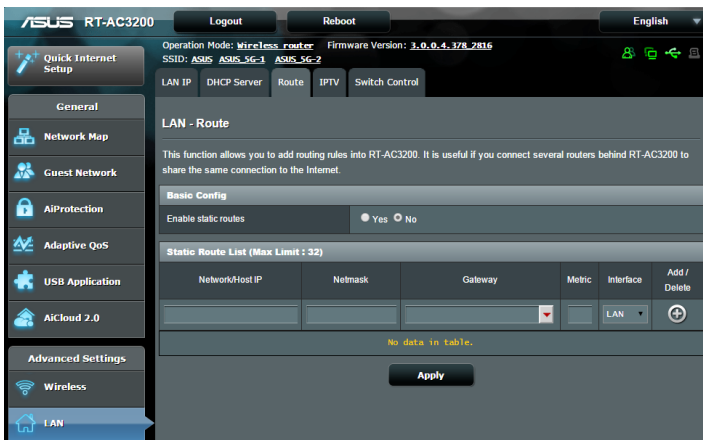 ASUS RT-AC3200 Logout Reboot English
Quick Internet Setup
Operation Mode: Wireless router Firmware Version: 3.0.0.4.378_2816
SSID: ASUS ASUS_5G-1 ASUS_5G-2
LAN IP DHCP Server Route IPTV Switch Control
General
Network Map
Guest Network
AiProtection
Adaptive QoS
USB Application
AiCloud 2.0
Advanced Settings
Wireless
LAN
LAN - Route
This function allows you to add routing rules into RT-AC3200. It is useful if you connect several routers behind RT-AC3200 to
share the same connection to the Internet.
Basic Config
Enable static routes Yes No
Static Route List (Max Limit : 32)
Network/Host IP Netmask Gateway Metric Interface Add / Delete
LAN
No data in table.
Apply